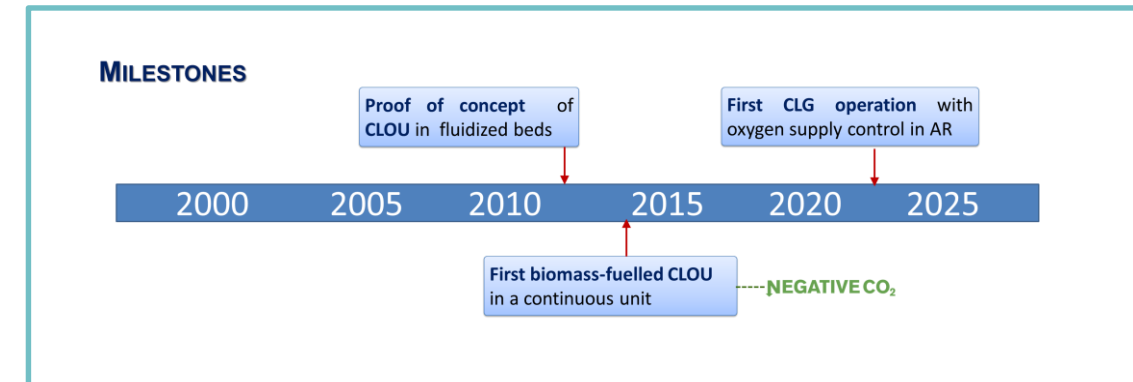 MILESTONES
Proof of concept of
CLOU in fluidized beds
First CLG operation with
oxygen supply control in AR
2000 2005 2010 2015 2020 2025
First biomass-fuelled CLOU
in a continuous unit
NEGATIVE CO₂